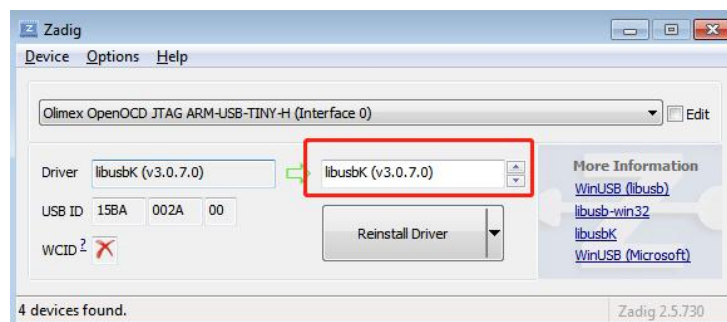 Zadig
Device Options Help
Olimex OpenOCD JTAG ARM-USB-TINY-H (Interface 0)
Edit
Driver libusbK (v3.0.7.0) libusbK (v3.0.7.0)
More Information
WinUSB (libusb)
USB ID 15BA 002A 00
libusb-win32
Reinstall Driver
libusbK
WCID ?
WinUSB (Microsoft)
4 devices found.
Zadig 2.5.730